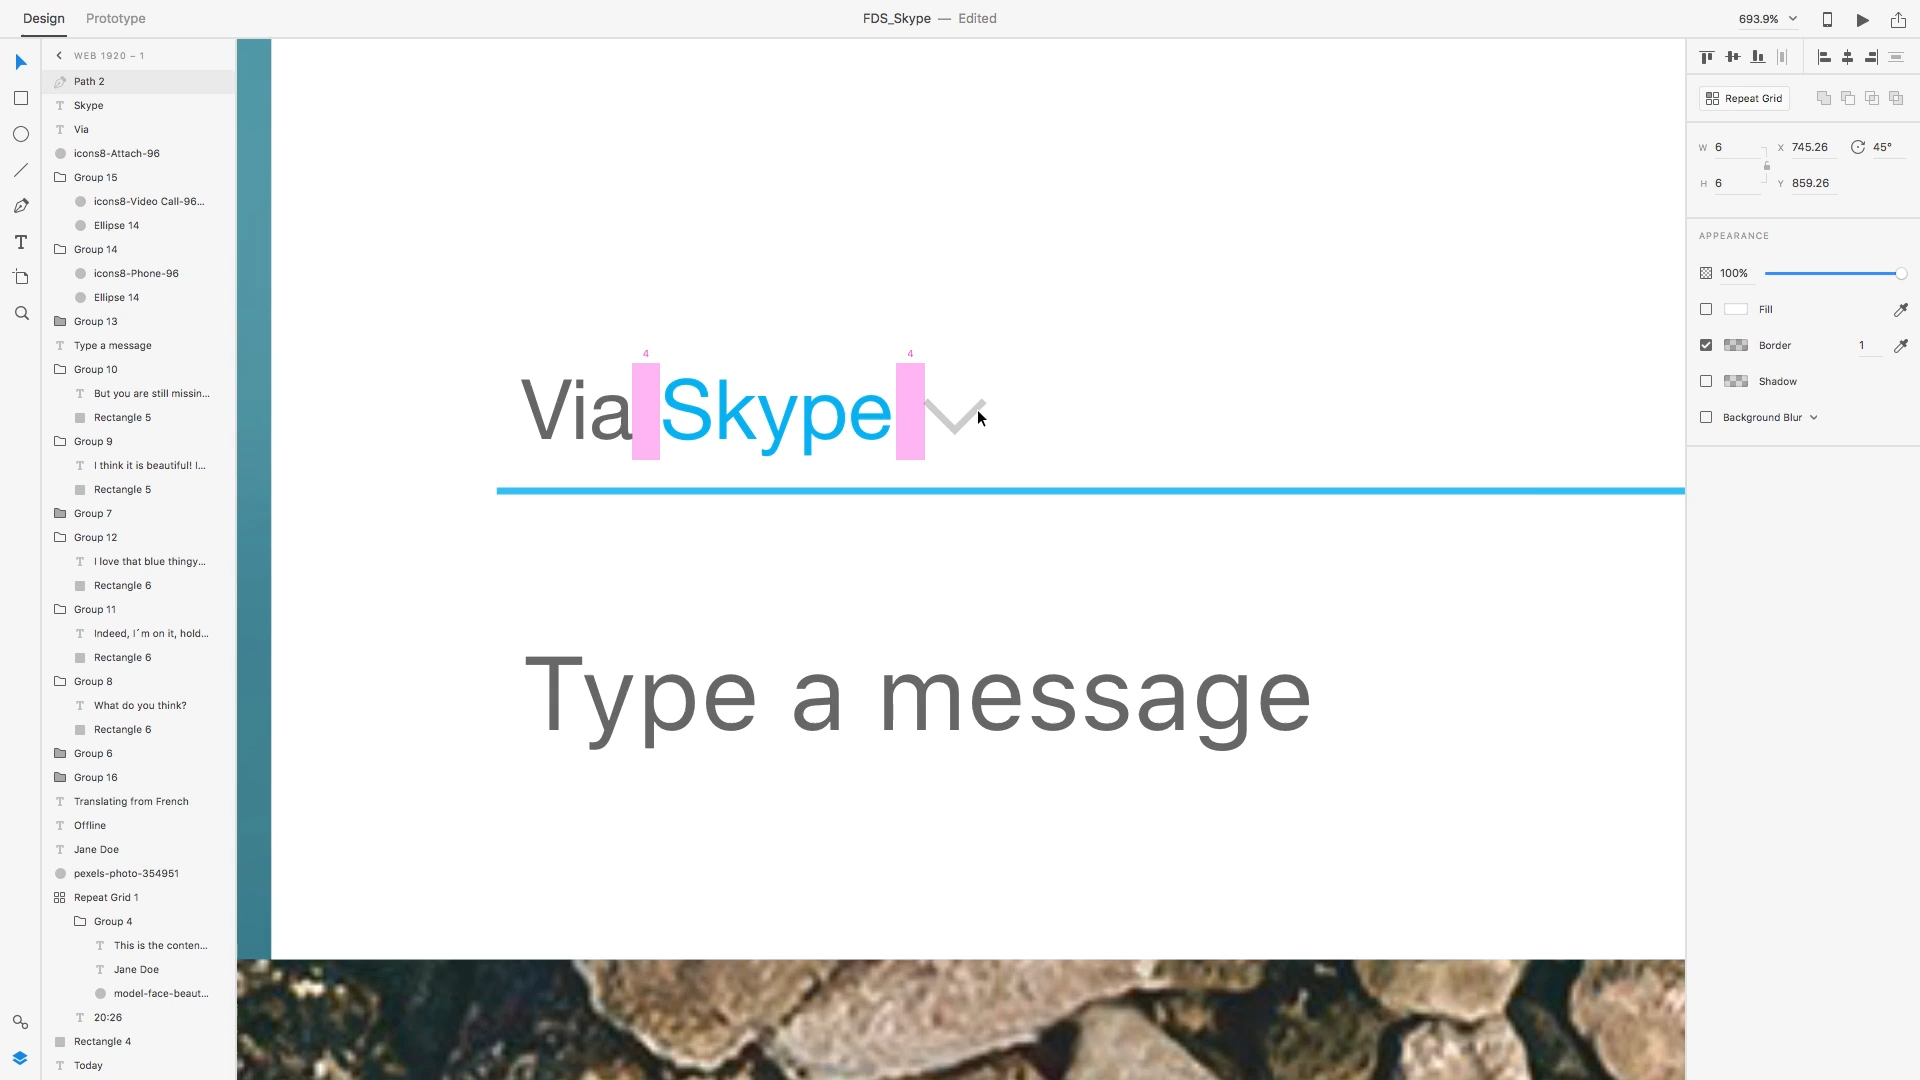 Design Prototype FDS_Skype — Edited 693.9%
WEB 1920 – 1
Path 2
Skype
Via
icons8-Attach-96
Group 15
icons8-Video Call-96...
Ellipse 14
Group 14
icons8-Phone-96
Ellipse 14
Group 13
Type a message
Group 10
But you are still missin...
Rectangle 5
Group 9
I think it is beautiful! I...
Rectangle 5
Group 7
Group 12
I love that blue thingy...
Rectangle 6
Group 11
Indeed, I´m on it, hold...
Rectangle 6
Group 8
What do you think?
Rectangle 6
Group 6
Group 16
Translating from French
Offline
Jane Doe
pexels-photo-354951
Repeat Grid 1
Group 4
This is the conten...
Jane Doe
model-face-beaut...
20:26
Rectangle 4
Today
4 4
Via Skype
Type a message
Repeat Grid
W 6 X 745.26 45°
H 6 Y 859.26
APPEARANCE
100%
Fill
Border 1
Shadow
Background Blur